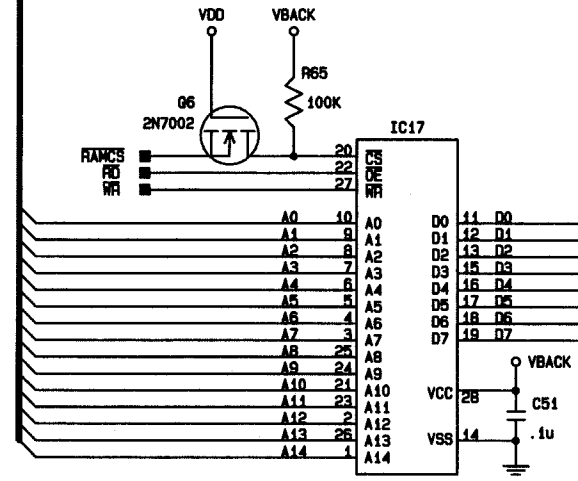 VDD VBACK
R65
Q6 100K
2N7002
IC17
RAMCS 20 CS
RD 22 OE
WR 27 WR
A0 10 A0 D0 11 D0
A1 9 A1 D1 12 D1
A2 8 A2 D2 13 D2
A3 7 A3 D3 15 D3
A4 6 A4 D4 16 D4
A5 5 A5 D5 17 D5
A6 4 A6 D6 18 D6
A7 3 A7 D7 19 D7
A8 25 A8
A9 24 A9 VBACK
A10 21 A10 VCC 28
A11 23 A11 C51
A12 2 A12
A13 26 A13 VSS 14 .1u
A14 1 A14